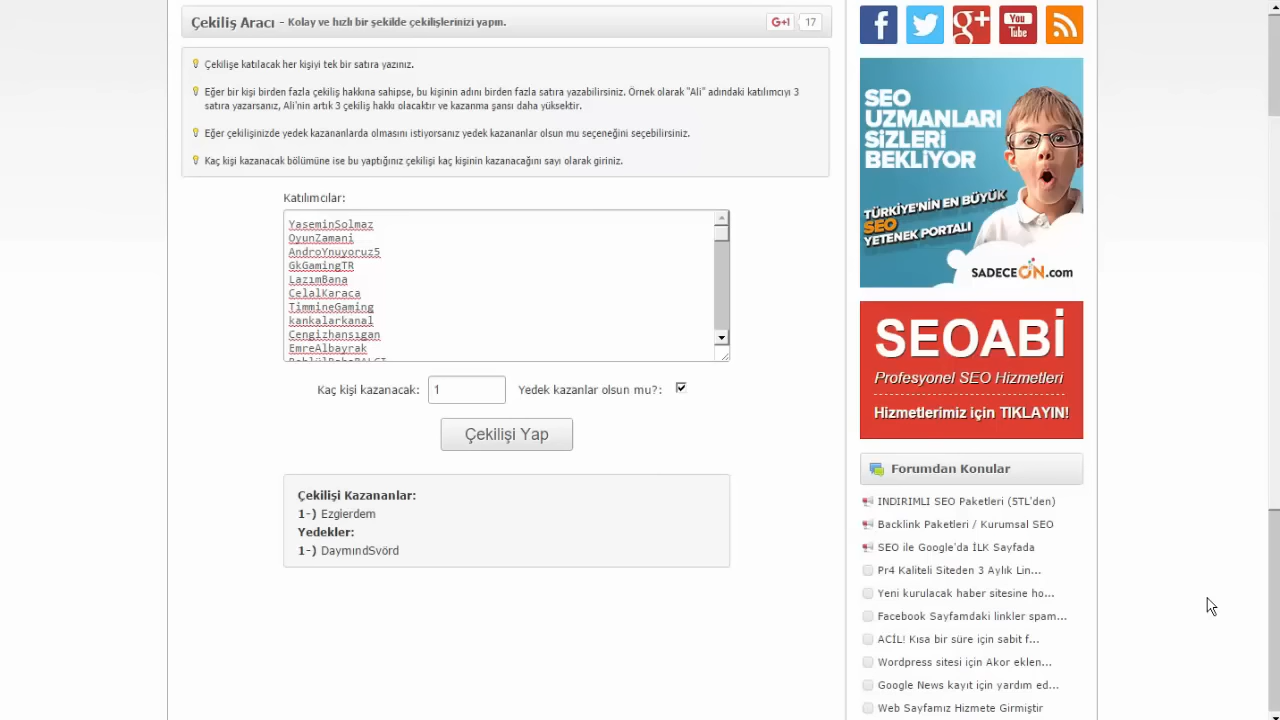 Çekiliş Aracı - Kolay ve hızlı bir şekilde çekilişlerinizi yapın.
G+1 17
Çekilişe katılacak her kişiyi tek bir satıra yazınız.
Eğer bir kişi birden fazla çekiliş hakkına sahipse, bu kişinin adını birden fazla satıra yazabilirsiniz. Örnek olarak "Ali" adındaki katılımcıyı 3
satıra yazarsanız, Ali'nin artık 3 çekiliş hakkı olacaktır ve kazanma şansı daha yüksektir.
Eğer çekilişinizde yedek kazananlarda olmasını istiyorsanız yedek kazananlar olsun mu seçeneğini seçebilirsiniz.
Kaç kişi kazanacak bölümüne ise bu yaptığınız çekilişi kaç kişinin kazanacağını sayı olarak giriniz.
Katılımcılar:
YaseminSolmaz
OyunZamani
AndroYnuyoruz5
GkGamingTR
LazımBana
CelalKaraca
TimmineGaming
kankalarkanal
Cengizhansıgan
EmreAlbayrak
Kaç kişi kazanacak: 1 Yedek kazanlar olsun mu?:
Çekilişi Yap
Çekilişi Kazananlar:
1-) Ezgierdem
Yedekler:
1-) DaymındSvörd
f g+ You Tube
SEO
UZMANLARI
SİZLERİ
BEKLİYOR
TÜRKİYE'NİN EN BÜYÜK
SEO
YETENEK PORTALI
SADECEON.com
SEOABİ
Profesyonel SEO Hizmetleri
Hizmetlerimiz için TIKLAYIN!
Forumdan Konular
INDIRIMLI SEO Paketleri (5TL'den)
Backlink Paketleri / Kurumsal SEO
SEO ile Google'da İLK Sayfada
Pr4 Kaliteli Siteden 3 Aylık Lin...
Yeni kurulacak haber sitesine ho...
Facebook Sayfamdaki linkler spam...
ACİL! Kısa bir süre için sabit f...
Wordpress sitesi için Akor eklen...
Google News kayıt için yardım ed...
Web Sayfamız Hizmete Girmiştir